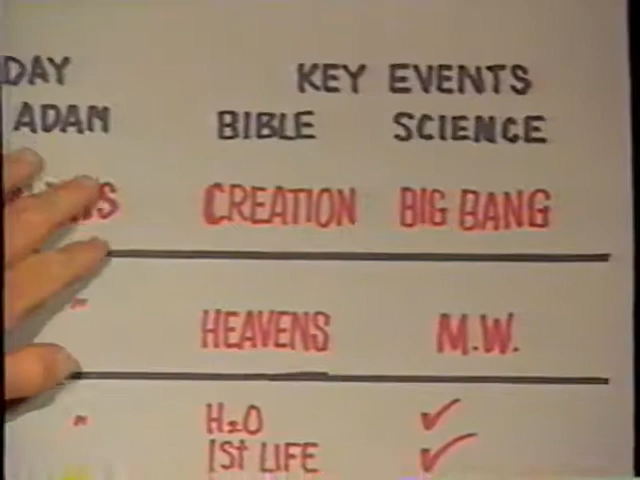 DAY KEY EVENTS
ADAM BIBLE SCIENCE
CREATION BIG BANG
" HEAVENS M.W.
" H2O ✓
1St LIFE ✓